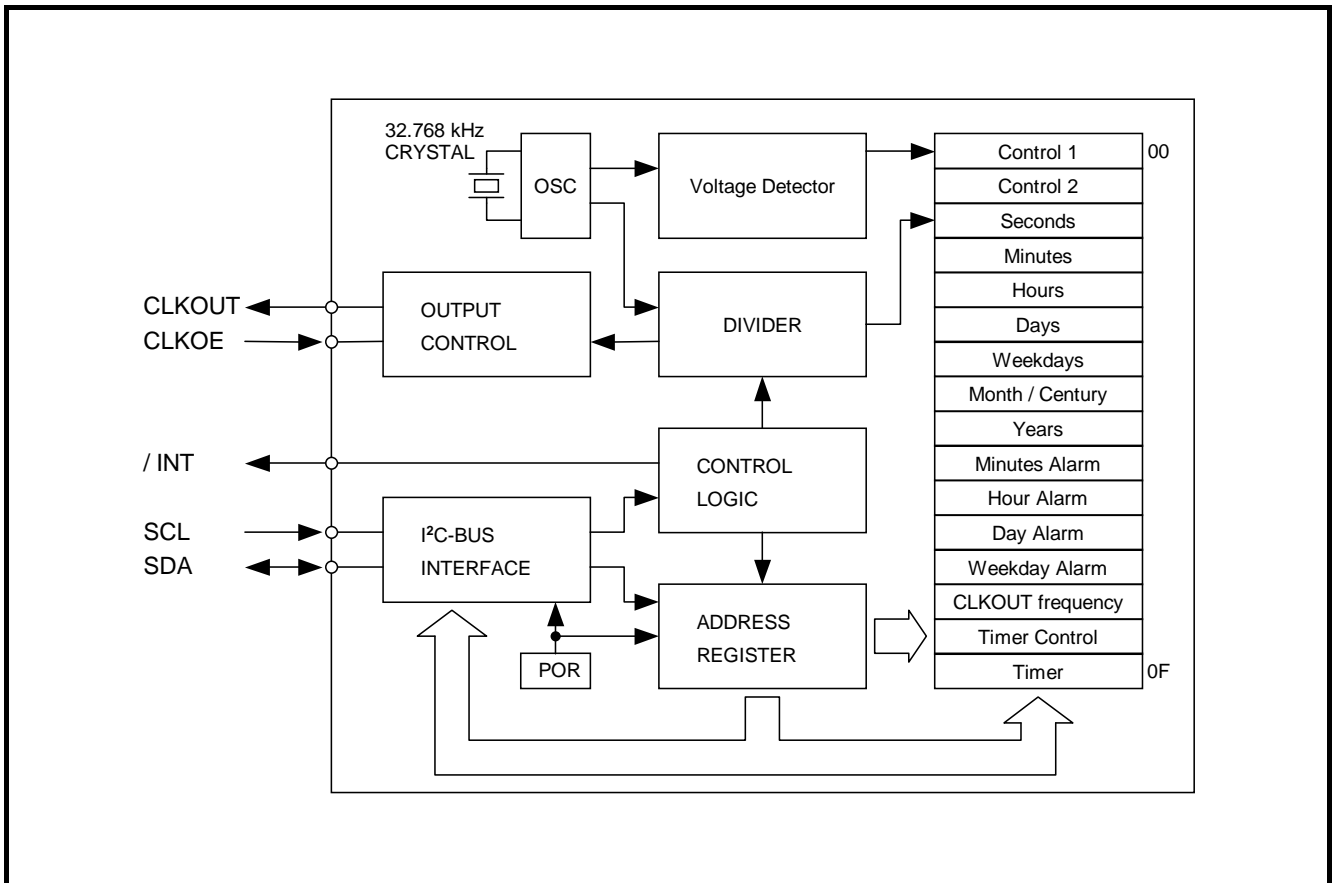 32.768 kHz
CRYSTAL
OSC
Voltage Detector
Control 1
00
Control 2
Seconds
Minutes
Hours
Days
Weekdays
Month / Century
Years
Minutes Alarm
Hour Alarm
Day Alarm
Weekday Alarm
CLKOUT frequency
Timer Control
Timer
0F
CLKOUT
CLKOE
OUTPUT
CONTROL
DIVIDER
/ INT
CONTROL
LOGIC
SCL
SDA
I²C-BUS
INTERFACE
ADDRESS
REGISTER
POR